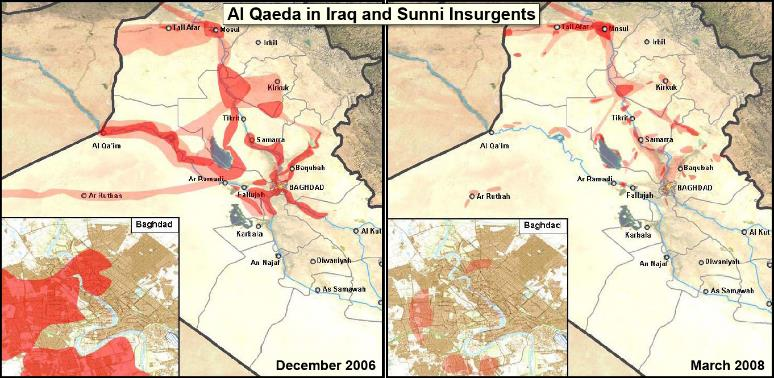 Al Qaeda in Iraq and Sunni Insurgents
Tall Afar
Mosul
Irbil
Kirkuk
Tikrit
Samarra
Al Qa'im
Baqubah
Ar Ramadi
BAGHDAD
Ar Rutbah
Fallujah
Karbala
Al Kut
An Najaf
Diwaniyah
As Samawah
Baghdad
December 2006
Tall Afar
Mosul
Irbil
Kirkuk
Tikrit
Samarra
Al Qa'im
Baqubah
Ar Ramadi
BAGHDAD
Ar Rutbah
Fallujah
Karbala
Al Kut
An Najaf
Diwaniyah
As Samawah
Baghdad
March 2008